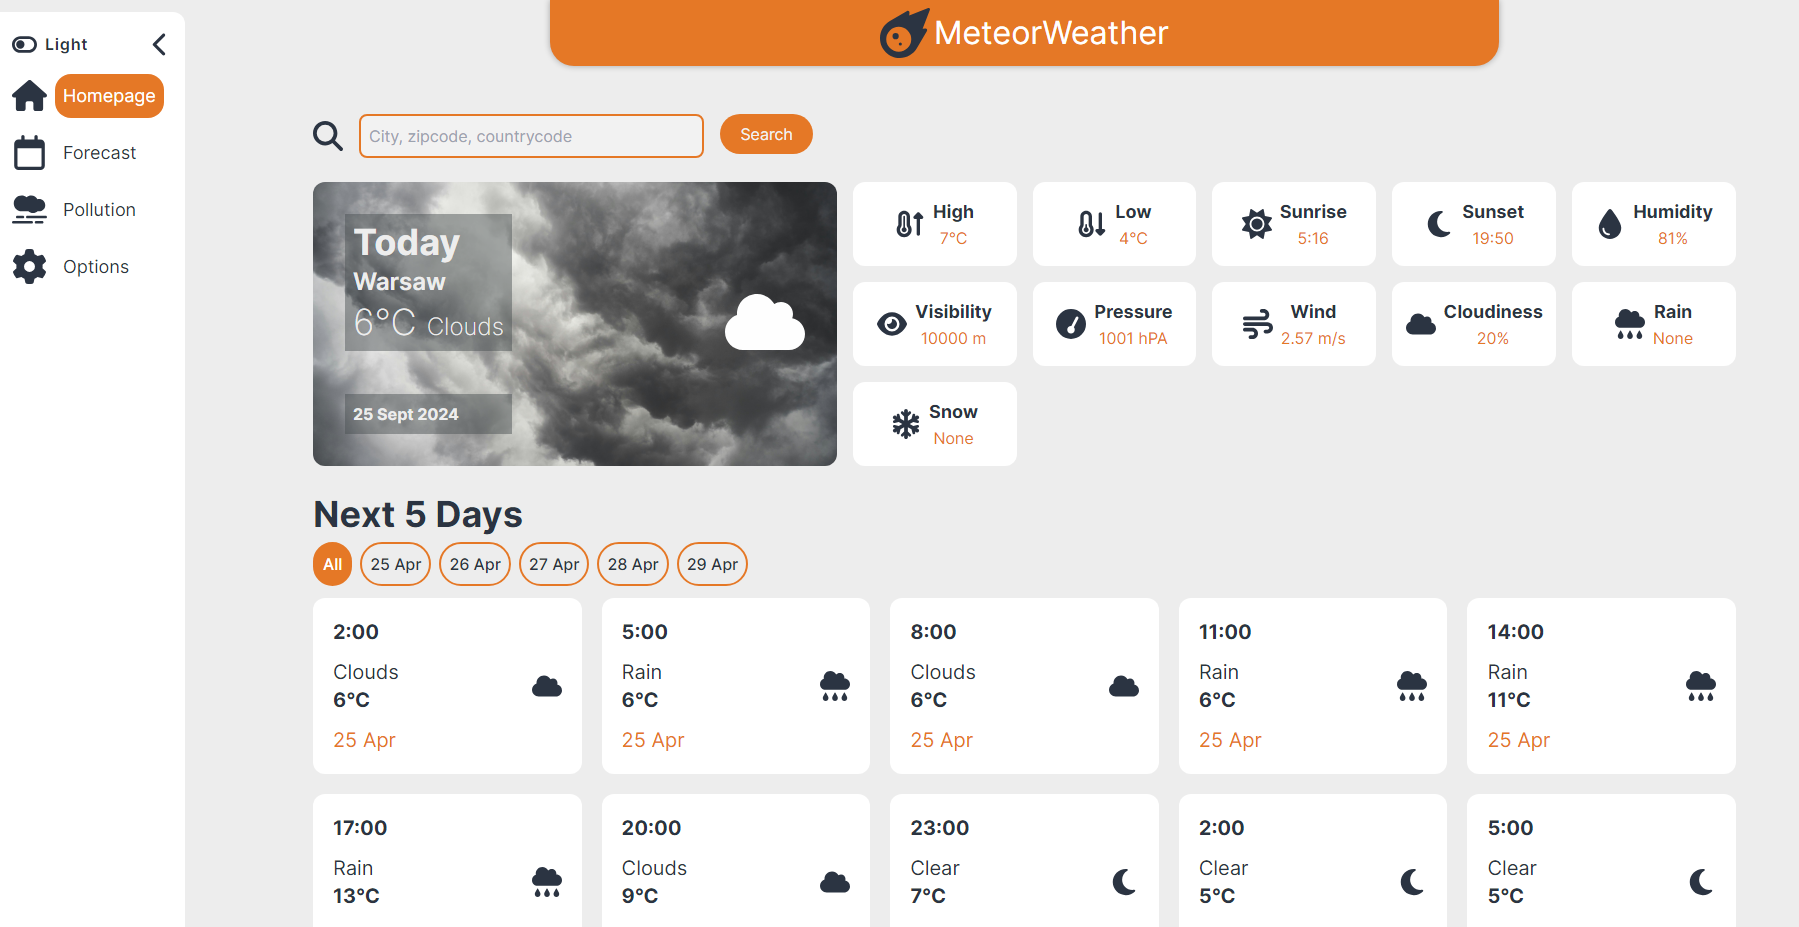 Light
Homepage
Forecast
Pollution
Options
MeteorWeather
City, zipcode, countrycode
Search
Today
Warsaw
6°C Clouds
25 Sept 2024
High
7°C
Low
4°C
Sunrise
5:16
Sunset
19:50
Humidity
81%
Visibility
10000 m
Pressure
1001 hPA
Wind
2.57 m/s
Cloudiness
20%
Rain
None
Snow
None
Next 5 Days
All
25 Apr
26 Apr
27 Apr
28 Apr
29 Apr
2:00
Clouds
6°C
25 Apr
5:00
Rain
6°C
25 Apr
8:00
Clouds
6°C
25 Apr
11:00
Rain
6°C
25 Apr
14:00
Rain
11°C
25 Apr
17:00
Rain
13°C
20:00
Clouds
9°C
23:00
Clear
7°C
2:00
Clear
5°C
5:00
Clear
5°C